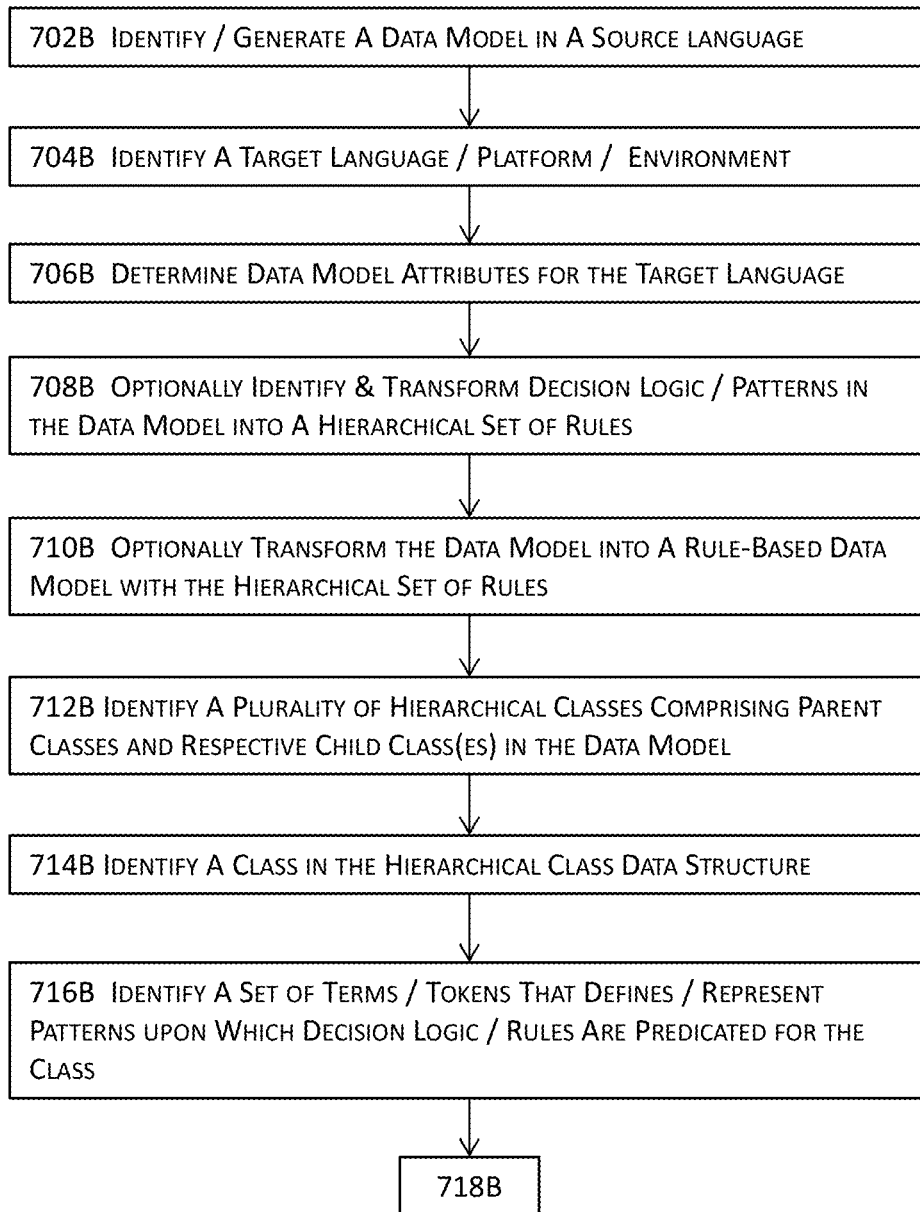 702B IDENTIFY / GENERATE A DATA MODEL IN A SOURCE LANGUAGE
704B IDENTIFY A TARGET LANGUAGE / PLATFORM / ENVIRONMENT
706B DETERMINE DATA MODEL ATTRIBUTES FOR THE TARGET LANGUAGE
708B OPTIONALLY IDENTIFY & TRANSFORM DECISION LOGIC / PATTERNS IN
THE DATA MODEL INTO A HIERARCHICAL SET OF RULES
710B OPTIONALLY TRANSFORM THE DATA MODEL INTO A RULE-BASED DATA
MODEL WITH THE HIERARCHICAL SET OF RULES
712B IDENTIFY A PLURALITY OF HIERARCHICAL CLASSES COMPRISING PARENT
CLASSES AND RESPECTIVE CHILD CLASS(ES) IN THE DATA MODEL
714B IDENTIFY A CLASS IN THE HIERARCHICAL CLASS DATA STRUCTURE
716B IDENTIFY A SET OF TERMS / TOKENS THAT DEFINES / REPRESENT
PATTERNS UPON WHICH DECISION LOGIC / RULES ARE PREDICATED FOR THE
CLASS
718B